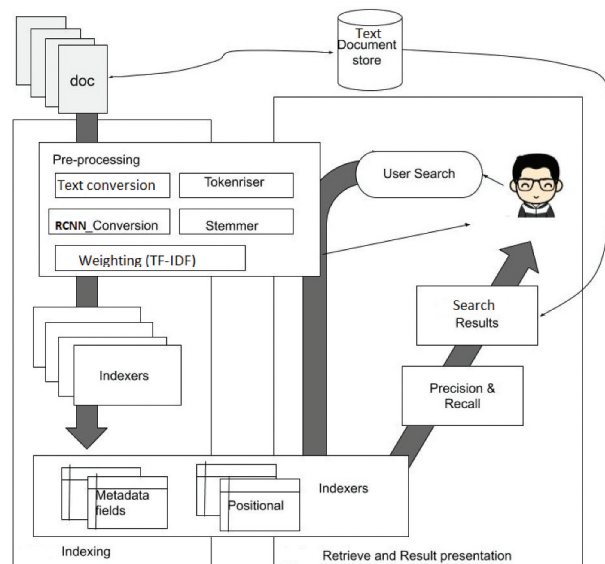 Text
Document
store
doc
Pre-processing
Text conversion
Tokenriser
RCNN_Conversion
Stemmer
Weighting (TF-IDF)
User Search
Search
Results
Precision &
Recall
Indexers
Metadata
fields
Positional
Indexers
Indexing
Retrieve and Result presentation